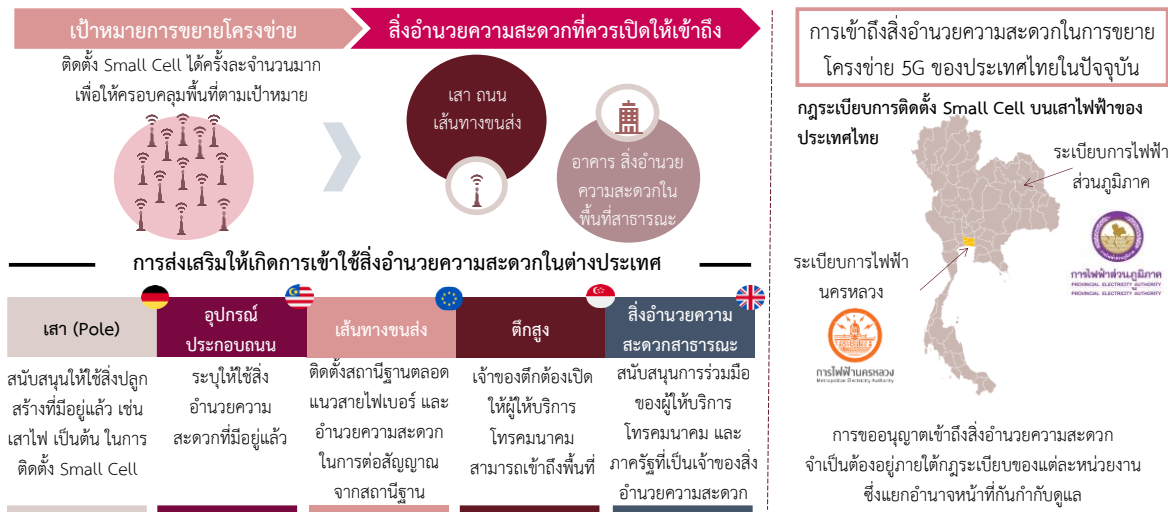 เป้าหมายการขยายโครงข่าย
สิ่งอำนวยความสะดวกที่ควรเปิดให้เข้าถึง
ติดตั้ง Small Cell ได้ครั้งละจำนวนมาก
เพื่อให้ครอบคลุมพื้นที่ตามเป้าหมาย
เสา ถนน
เส้นทางขนส่ง
อาคาร สิ่งอำนวย
ความสะดวกใน
พื้นที่สาธารณะ
การส่งเสริมให้เกิดการเข้าใช้สิ่งอำนวยความสะดวกในต่างประเทศ
เสา (Pole)
สนับสนุนให้ใช้สิ่งปลูก
สร้างที่มีอยู่แล้ว เช่น
เสาไฟ เป็นต้น ในการ
ติดตั้ง Small Cell
อุปกรณ์
ประกอบถนน
ระบุให้ใช้สิ่ง
อำนวยความ
สะดวกที่มีอยู่แล้ว
เส้นทางขนส่ง
ติดตั้งสถานีฐานตลอด
แนวสายไฟเบอร์ และ
อำนวยความสะดวก
ในการต่อสัญญาณ
จากสถานีฐาน
ตึกสูง
เจ้าของตึกต้องเปิด
ให้ผู้ให้บริการ
โทรคมนาคม
สามารถเข้าถึงพื้นที่
สิ่งอำนวยความ
สะดวกสาธารณะ
สนับสนุนการร่วมมือ
ของผู้ให้บริการ
โทรคมนาคม และ
ภาครัฐที่เป็นเจ้าของสิ่ง
อำนวยความสะดวก
การเข้าถึงสิ่งอำนวยความสะดวกในการขยาย
โครงข่าย 5G ของประเทศไทยในปัจจุบัน
กฎระเบียบการติดตั้ง Small Cell บนเสาไฟฟ้าของ
ประเทศไทย
ระเบียบการไฟฟ้า
ส่วนภูมิภาค
การไฟฟ้าส่วนภูมิภาค
PROVINCIAL ELECTRICITY AUTHORITY
PROVINCIAL ELECTRICITY AUTHORITY
ระเบียบการไฟฟ้า
นครหลวง
การไฟฟ้านครหลวง
Metropolitan Electricity Authority
การขออนุญาตเข้าถึงสิ่งอำนวยความสะดวก
จำเป็นต้องอยู่ภายใต้กฎระเบียบของแต่ละหน่วยงาน
ซึ่งแยกอำนาจหน้าที่กันกำกับดูแล